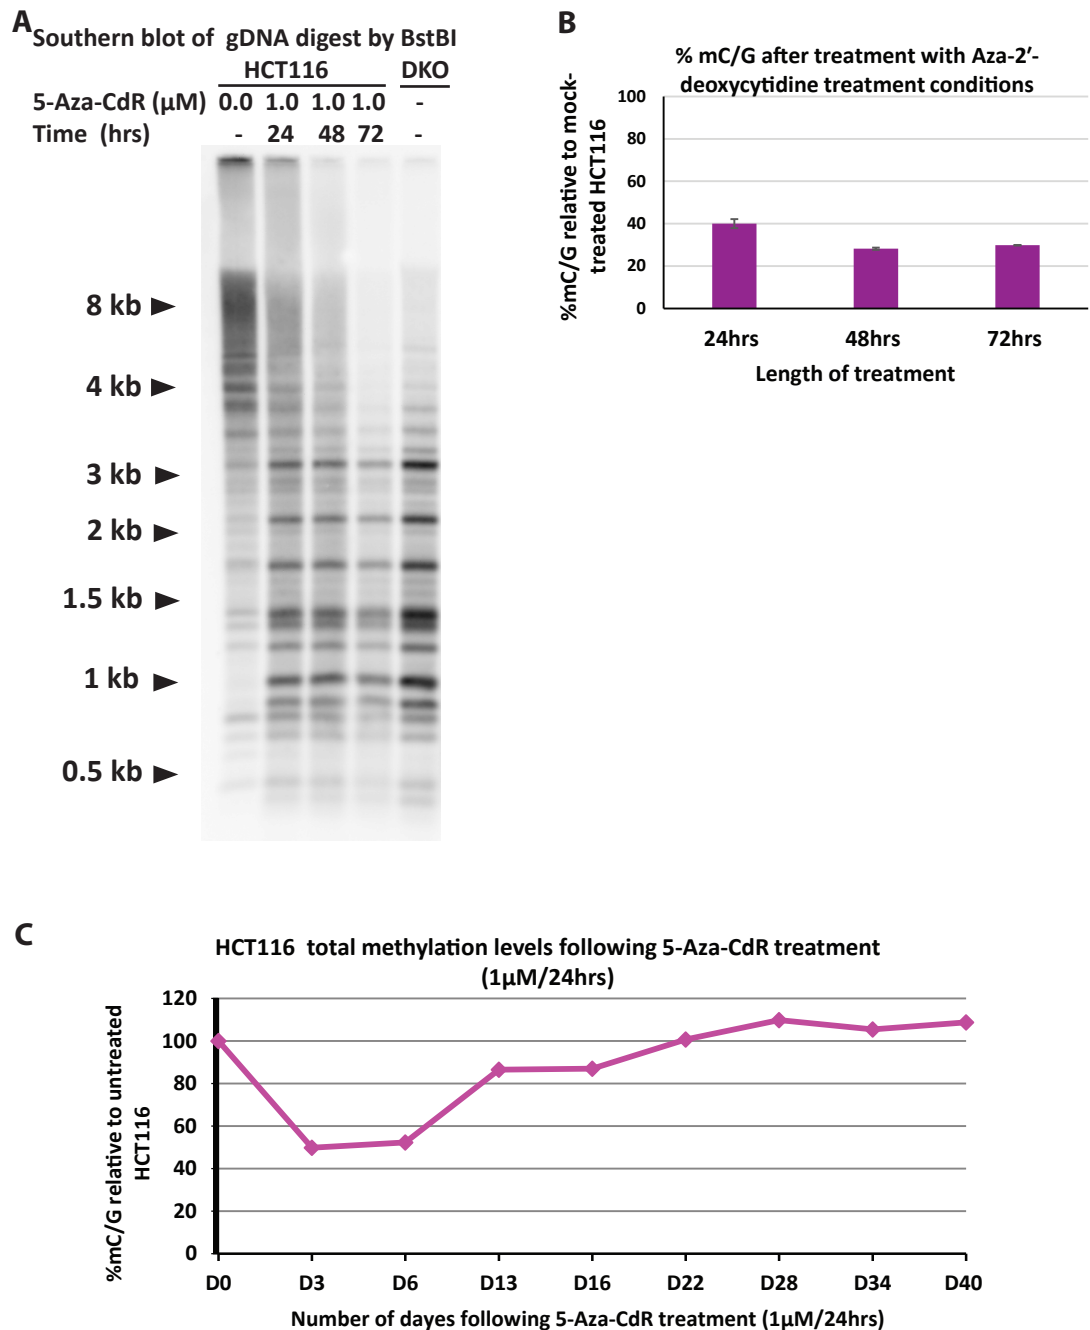 A
Southern blot of gDNA digest by BstBI
HCT116 DKO
5-Aza-CdR (µM) 0.0 1.0 1.0 1.0 -
Time (hrs) - 24 48 72 -
8 kb
4 kb
3 kb
2 kb
1.5 kb
1 kb
0.5 kb
B
% mC/G after treatment with Aza-2’-
deoxycytidine treatment conditions
%mC/G relative to mock-
treated HCT116
100
80
60
40
20
0
24hrs 48hrs 72hrs
Length of treatment
C
HCT116 total methylation levels following 5-Aza-CdR treatment
(1µM/24hrs)
%mC/G relative to untreated
HCT116
120
100
80
60
40
20
0
D0 D3 D6 D13 D16 D22 D28 D34 D40
Number of dayes following 5-Aza-CdR treatment (1µM/24hrs)